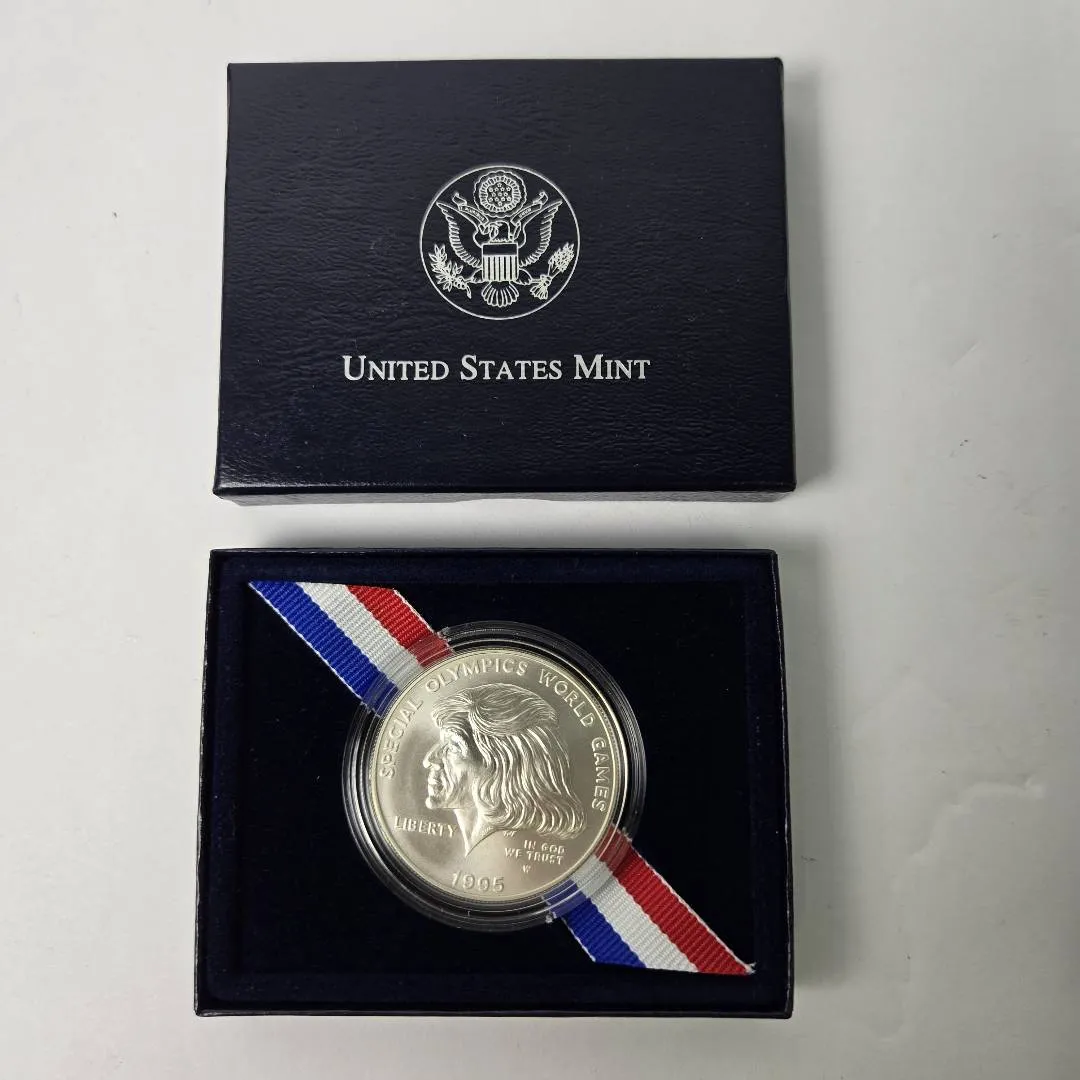 UNITED STATES MINT
SPECIAL OLYMPICS WORLD GAMES
LIBERTY
IN GOD
WE TRUST
W
1995